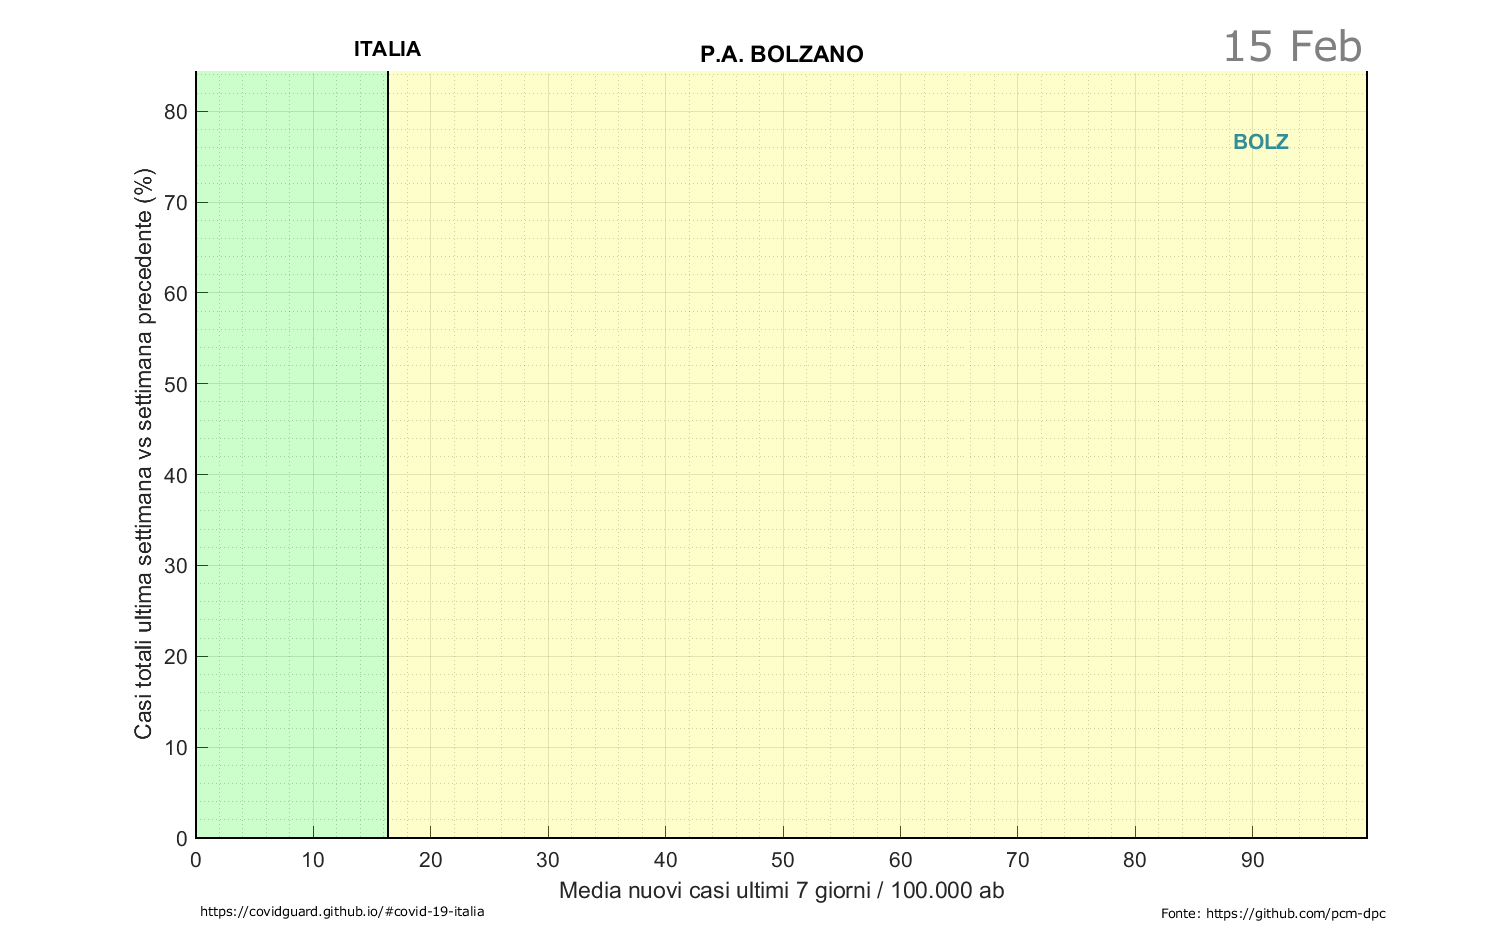 ITALIA
P.A. BOLZANO
15 Feb
BOLZ
Casi totali ultima settimana vs settimana precedente (%)
80
70
60
50
40
30
20
10
0
0 10 20 30 40 50 60 70 80 90
Media nuovi casi ultimi 7 giorni / 100.000 ab
https://covidguard.github.io/#covid-19-italia
Fonte: https://github.com/pcm-dpc